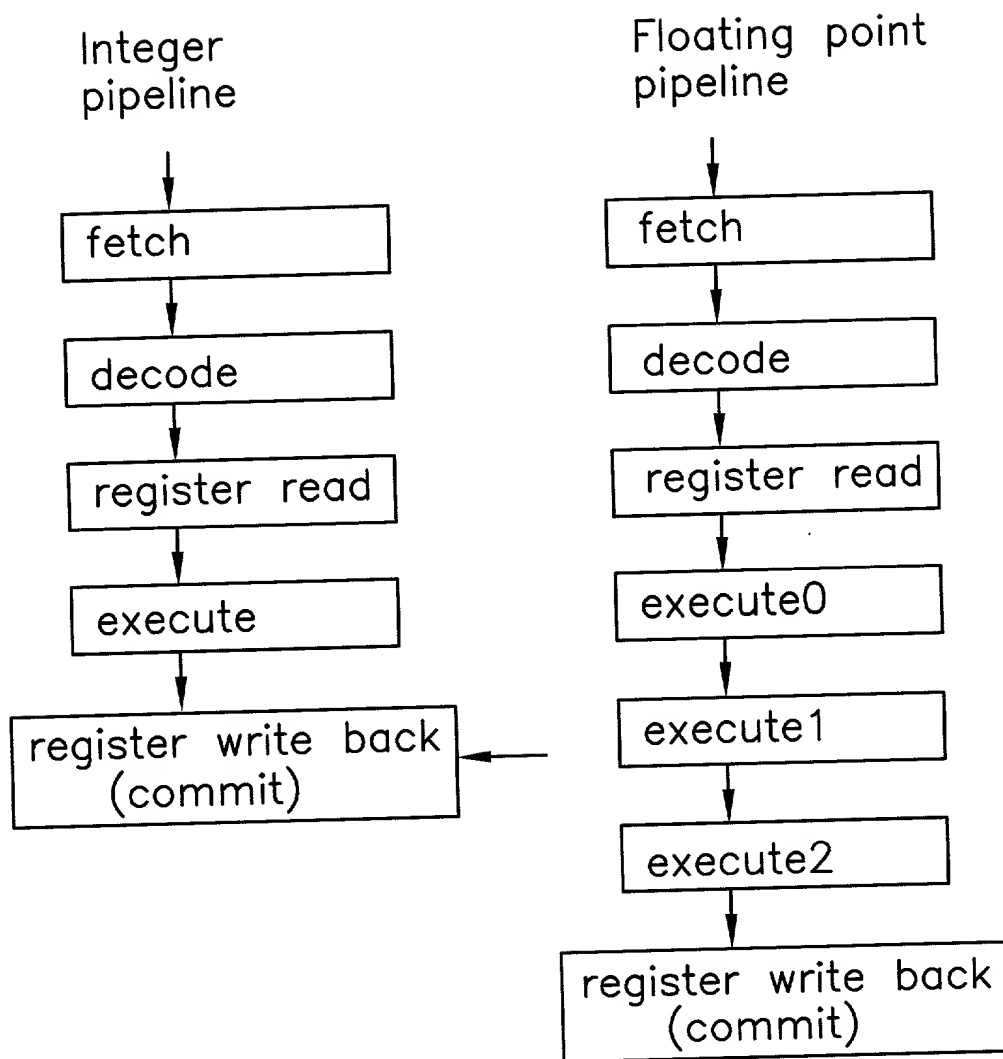 Integer
pipeline
fetch
decode
register read
execute
register write back
(commit)
Floating point
pipeline
fetch
decode
register read
execute0
execute1
execute2
register write back
(commit)